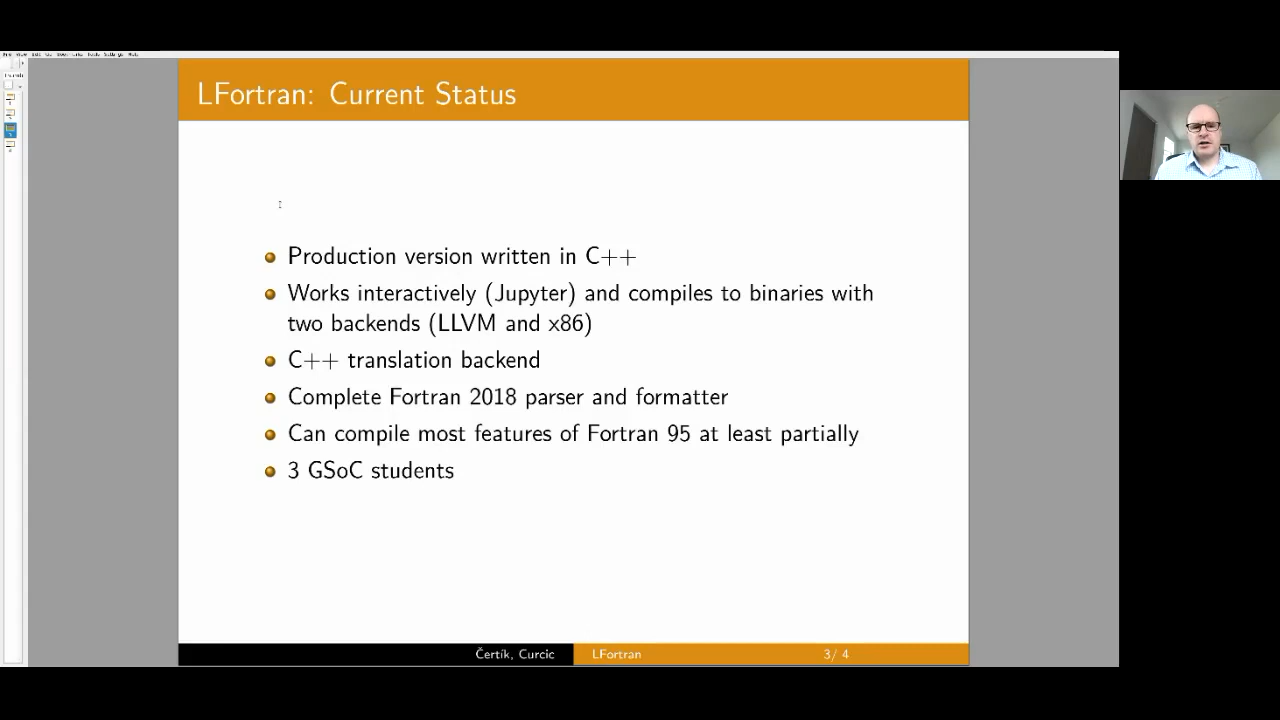 LFortran: Current Status
Production version written in C++
Works interactively (Jupyter) and compiles to binaries with
two backends (LLVM and x86)
C++ translation backend
Complete Fortran 2018 parser and formatter
Can compile most features of Fortran 95 at least partially
3 GSoC students
Čertík, Curcic
LFortran
3/ 4